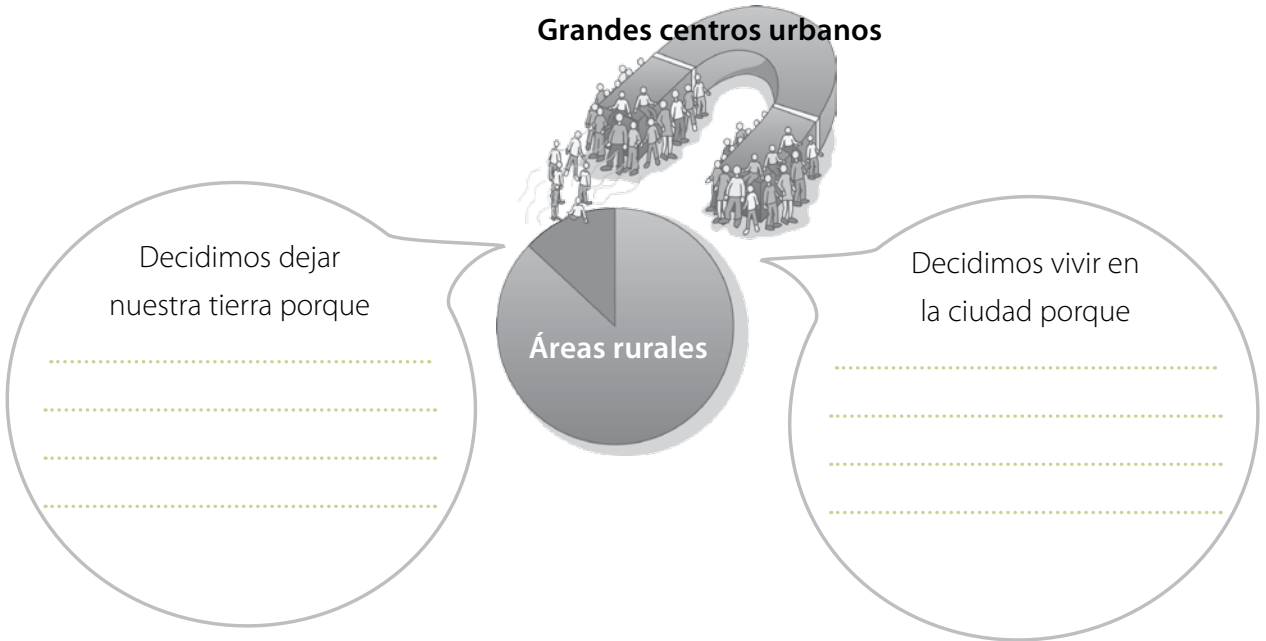 Grandes centros urbanos
Decidimos dejar
nuestra tierra porque
Áreas rurales
Decidimos vivir en
la ciudad porque